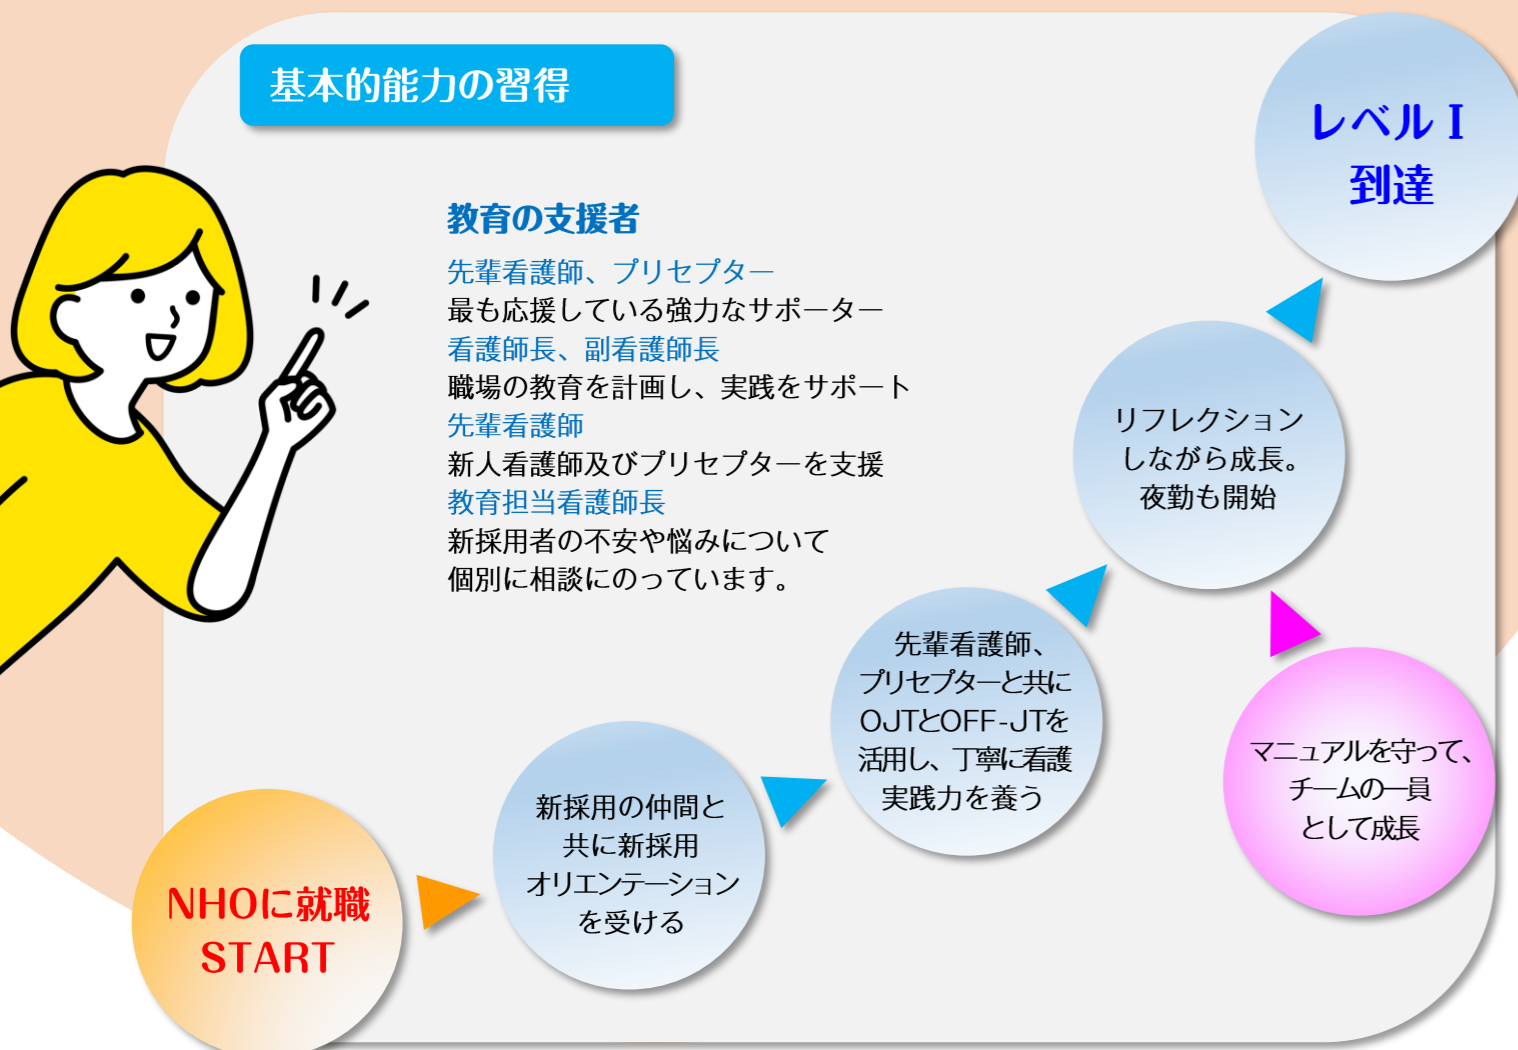 基本的能力の習得
教育の支援者
先輩看護師、プリセプター
最も応援している強力なサポーター
看護師長、副看護師長
職場の教育を計画し、実践をサポート
先輩看護師
新人看護師及びプリセプターを支援
教育担当看護師長
新採用者の不安や悩みについて
個別に相談にのっています。
NHOに就職
START
新採用の仲間と
共に新採用
オリエンテーション
を受ける
先輩看護師、
プリセプターと共に
OJTとOFF-JTを
活用し、丁寧に看護
実践力を養う
リフレクション
しながら成長。
夜勤も開始
マニュアルを守って、
チームの一員
として成長
レベルⅠ
到達